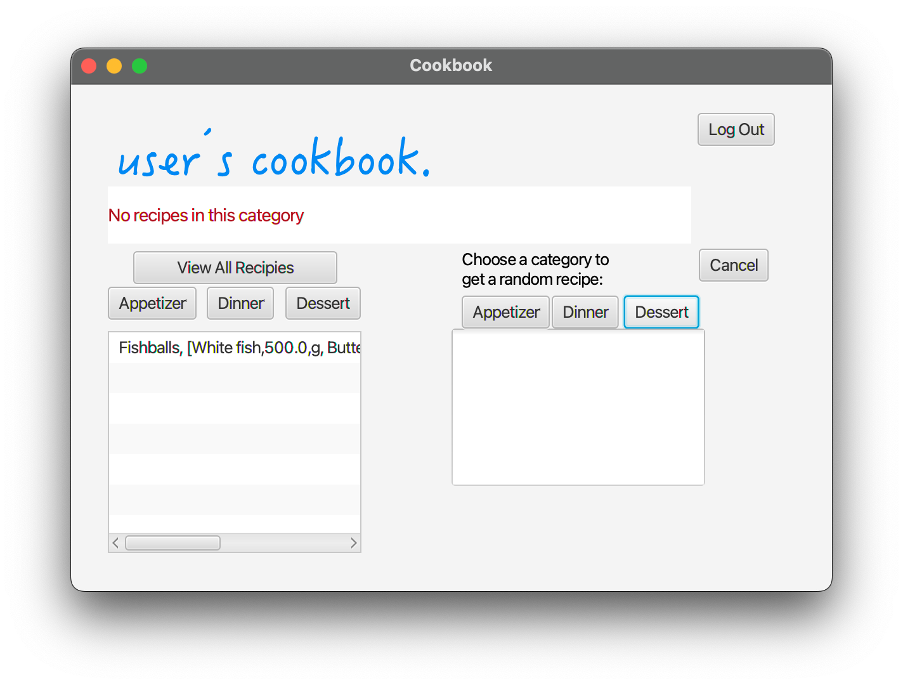 Cookbook
Log Out
user's cookbook.
No recipes in this category
View All Recipies
Choose a category to
get a random recipe:
Cancel
Appetizer Dinner Dessert
Appetizer Dinner Dessert
Fishballs, [White fish,500.0,g, Butte